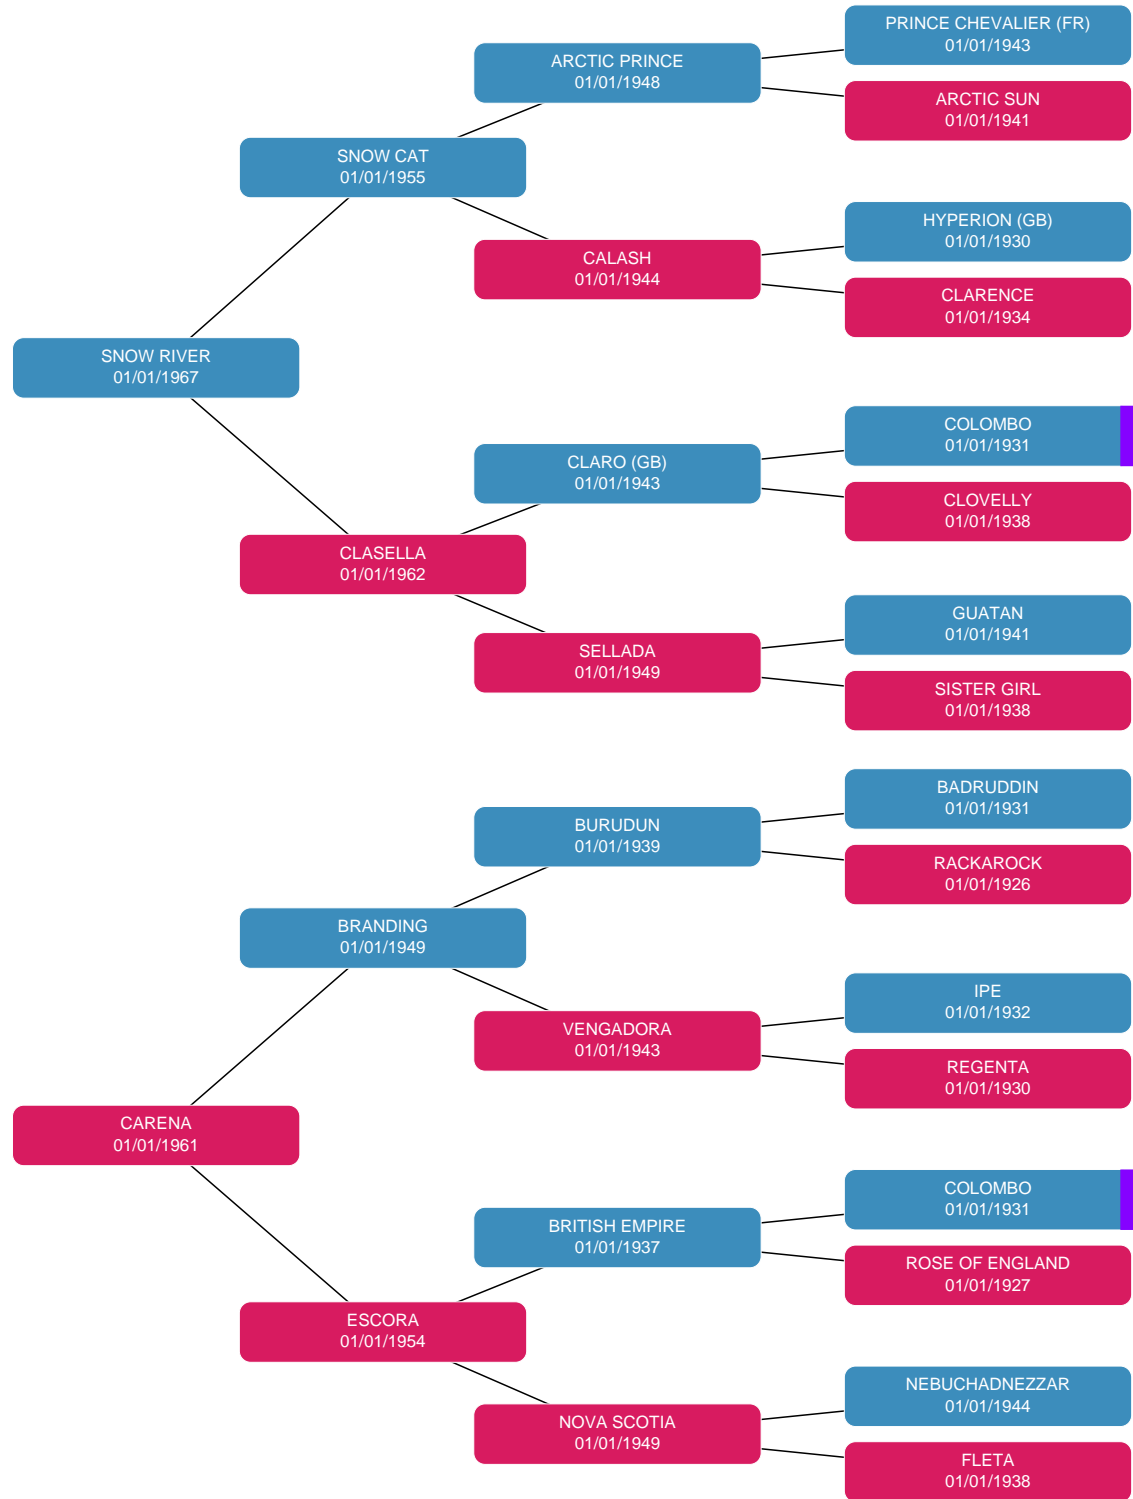 PRINCE CHEVALIER (FR)
01/01/1943
ARCTIC PRINCE
01/01/1948
ARCTIC SUN
01/01/1941
SNOW CAT
01/01/1955
HYPERION (GB)
01/01/1930
CALASH
01/01/1944
CLARENCE
01/01/1934
SNOW RIVER
01/01/1967
COLOMBO
01/01/1931
CLARO (GB)
01/01/1943
CLOVELLY
01/01/1938
CLASELLA
01/01/1962
GUATAN
01/01/1941
SELLADA
01/01/1949
SISTER GIRL
01/01/1938
BADRUDDIN
01/01/1931
BURUDUN
01/01/1939
RACKAROCK
01/01/1926
BRANDING
01/01/1949
IPE
01/01/1932
VENGADORA
01/01/1943
REGENTA
01/01/1930
CARENA
01/01/1961
COLOMBO
01/01/1931
BRITISH EMPIRE
01/01/1937
ROSE OF ENGLAND
01/01/1927
ESCORA
01/01/1954
NEBUCHADNEZZAR
01/01/1944
NOVA SCOTIA
01/01/1949
FLETA
01/01/1938